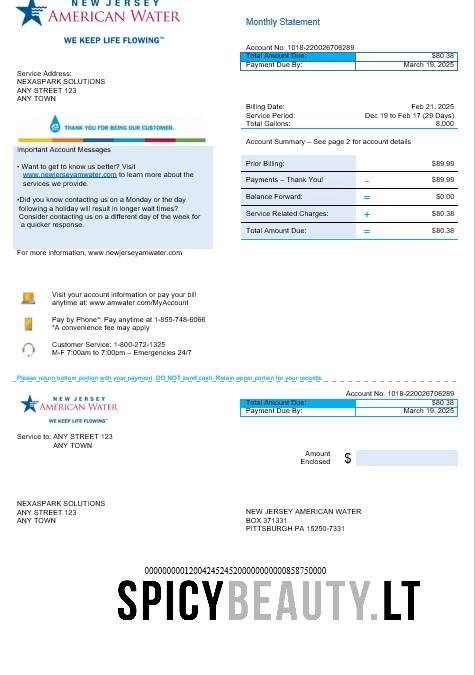 NEW JERSEY
AMERICAN WATER
WE KEEP LIFE FLOWING™
Monthly Statement
Account No. 1018-220026706289
Total Amount Due: $80.38
Payment Due By: March 19, 2025
Service Address:
NEXASPARK SOLUTIONS
ANY STREET 123
ANY TOWN
Billing Date: Feb 21, 2025
Service Period: Dec 19 to Feb 17 (29 Days)
Total Gallons: 8,000
THANK YOU FOR BEING OUR CUSTOMER.
Account Summary – See page 2 for account details
Important Account Messages
• Want to get to know us better? Visit
www.newjerseyamwater.com to learn more about the
services we provide.
•Did you know contacting us on a Monday or the day
following a holiday will result in longer wait times?
Consider contacting us on a different day of the week for
a quicker response.
For more information, www.newjerseyamwater.com
Prior Billing: $89.99
Payments – Thank You! - $89.99
Balance Forward: = $0.00
Service Related Charges: + $80.38
Total Amount Due: = $80.38
Visit your account information or pay your bill
anytime at: www.amwater.com/MyAccount
Pay by Phone*: Pay anytime at 1-855-748-6066
*A convenience fee may apply
Customer Service: 1-800-272-1325
M-F 7:00am to 7:00pm – Emergencies 24/7
Please return bottom portion with your payment. DO NOT send cash. Retain upper portion for your records.
NEW JERSEY
AMERICAN WATER
WE KEEP LIFE FLOWING™
Account No. 1018-220026706289
Total Amount Due: $80.38
Payment Due By: March 19, 2025
Service to: ANY STREET 123
ANY TOWN
Amount
Enclosed $
NEXASPARK SOLUTIONS
ANY STREET 123
ANY TOWN
NEW JERSEY AMERICAN WATER
BOX 371331
PITTSBURGH PA 15250-7331
SPICYBEAUTY.LT